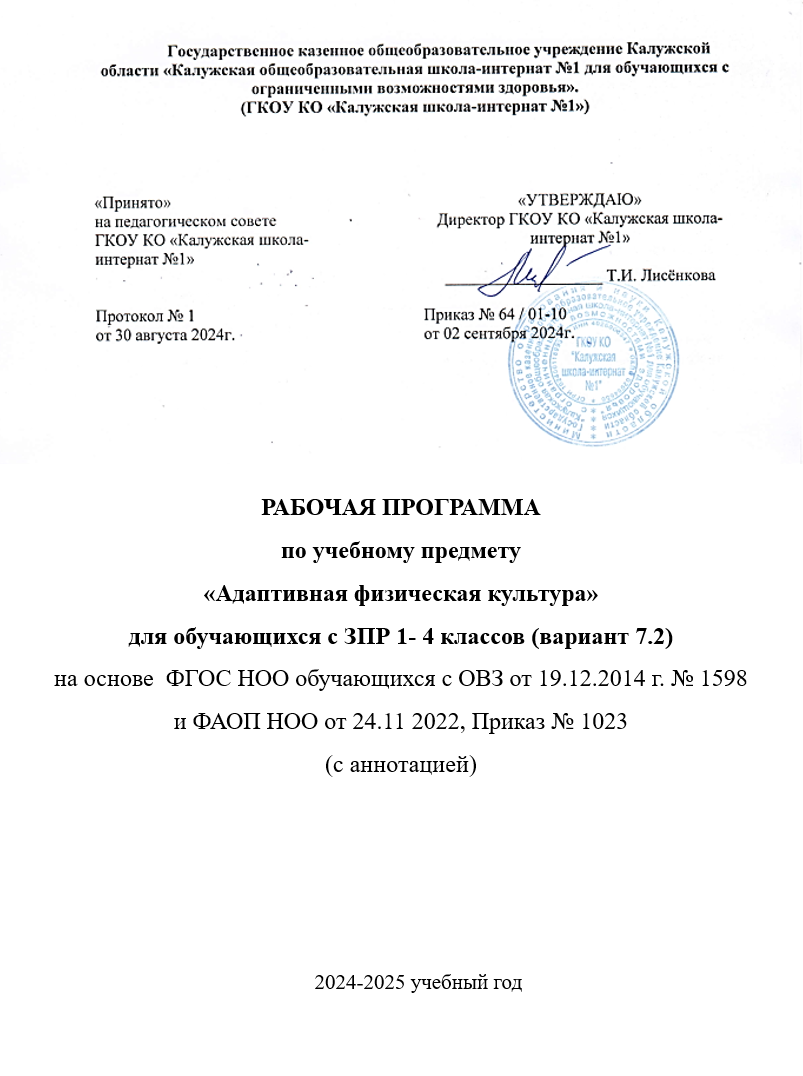 Государственное казенное общеобразовательное учреждение Калужской
области «Калужская общеобразовательная школа-интернат №1 для обучающихся с
ограниченными возможностями здоровья».
(ГКОУ КО «Калужская школа-интернат №1»)
«Принято»
на педагогическом совете
ГКОУ КО «Калужская школа-
интернат №1»
Протокол № 1
от 30 августа 2024г.
«УТВЕРЖДАЮ»
Директор ГКОУ КО «Калужская школа-
интернат №1»
Т.И. Лисёнкова
Приказ № 64 / 01-10
от 02 сентября 2024г.
ГКОУ КО
"Калужская
школа-интернат
№1"
РАБОЧАЯ ПРОГРАММА
по учебному предмету
«Адаптивная физическая культура»
для обучающихся с ЗПР 1- 4 классов (вариант 7.2)
на основе  ФГОС НОО обучающихся с ОВЗ от 19.12.2014 г. № 1598
и ФАОП НОО от 24.11 2022, Приказ № 1023
(с аннотацией)
2024-2025 учебный год